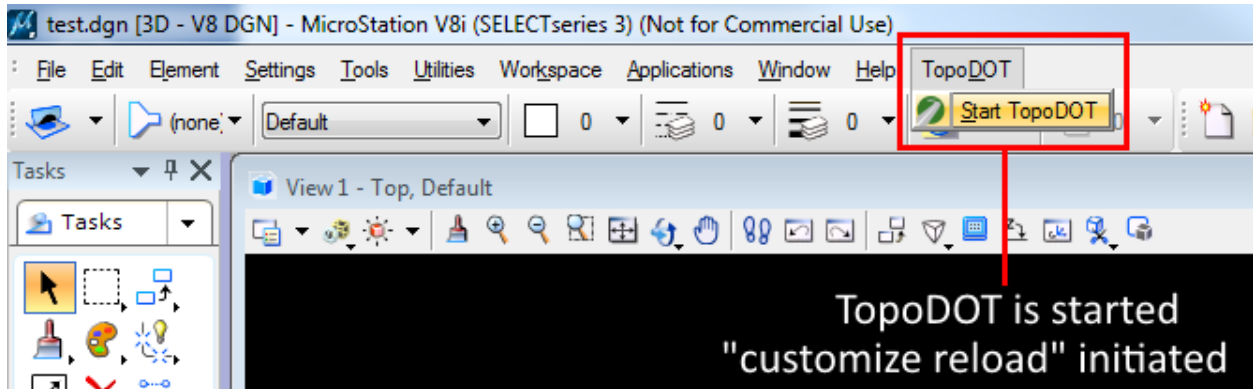 test.dgn [3D - V8 DGN] - MicroStation V8i (SELECTseries 3) (Not for Commercial Use)
File Edit Element Settings Tools Utilities Workspace Applications Window Help TopoDOT
(none) Default 0 0 0 Start TopoDOT
Tasks
View 1 - Top, Default
Tasks
TopoDOT is started
"customize reload" initiated